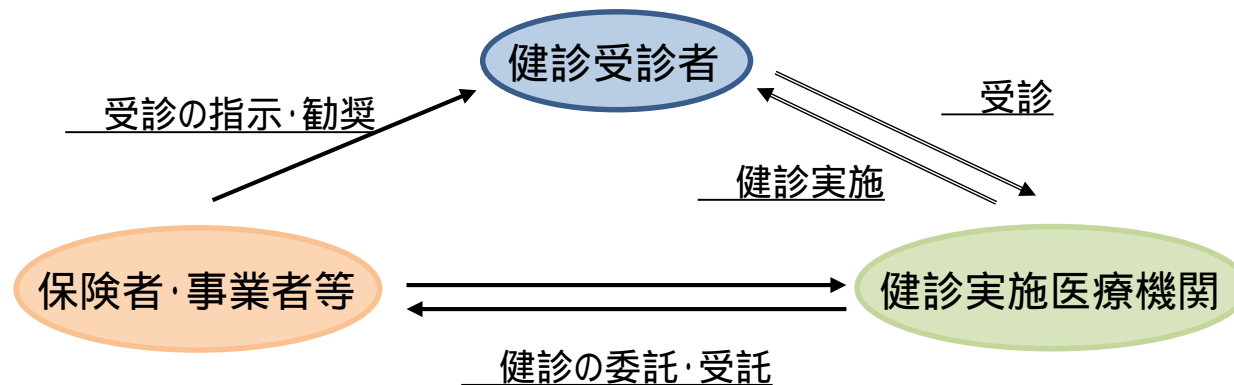 健診受診者
受診の指示・勧奨
受診
健診実施
保険者・事業者等
健診実施医療機関
健診の委託・受託